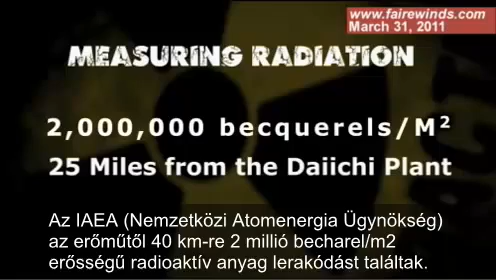 www.fairewinds.com
March 31, 2011
MEASURING RADIATION
2,000,000 becquerels/M²
25 Miles from the Daiichi Plant
Az IAEA (Nemzetközi Atomenergia Ügynökség)
az erőműtől 40 km-re 2 millió becharel/m2
erősségű radioaktív anyag lerakódást találtak.